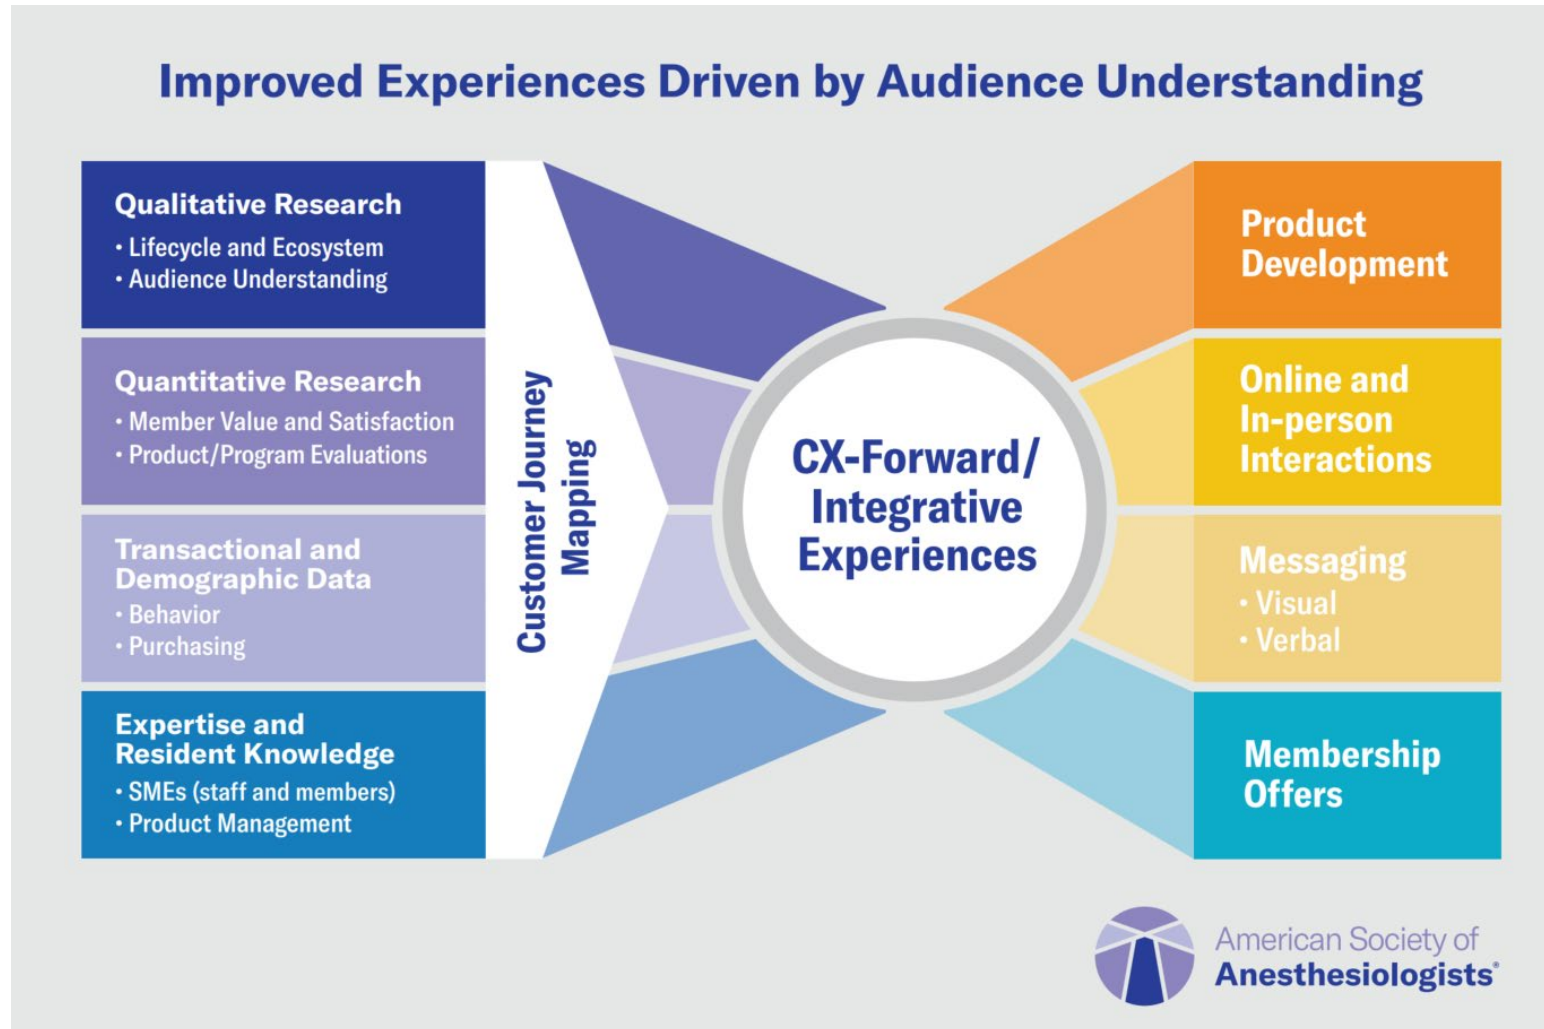 Improved Experiences Driven by Audience Understanding
Qualitative Research
• Lifecycle and Ecosystem
• Audience Understanding
Quantitative Research
• Member Value and Satisfaction
• Product/Program Evaluations
Transactional and
Demographic Data
• Behavior
• Purchasing
Expertise and
Resident Knowledge
• SMEs (staff and members)
• Product Management
Customer Journey
Mapping
CX-Forward/
Integrative
Experiences
Product
Development
Online and
In-person
Interactions
Messaging
• Visual
• Verbal
Membership
Offers
American Society of
Anesthesiologists®